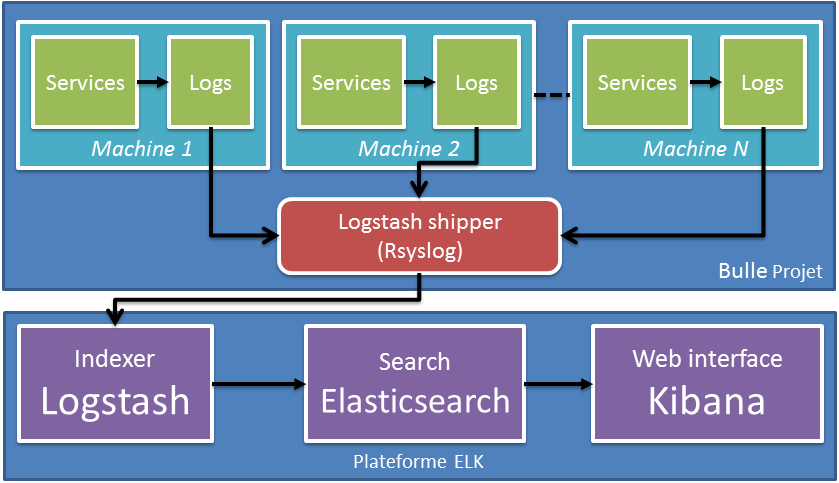 Services
Logs
Machine 1
Services
Logs
Machine 2
Services
Logs
Machine N
Logstash shipper
(Rsyslog)
Bulle Projet
Indexer
Logstash
Search
Elasticsearch
Web interface
Kibana
Plateforme ELK